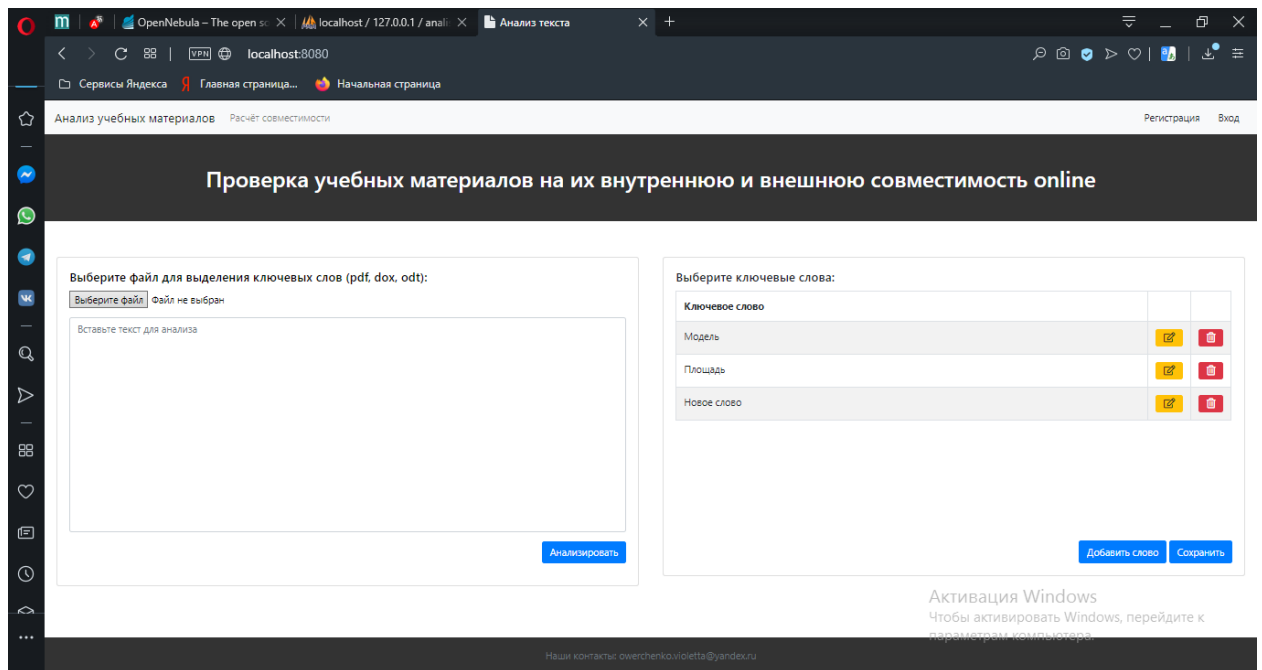 OpenNebula – The open sc
localhost / 127.0.0.1 / anali
Анализ текста
VPN
localhost:8080
Сервисы Яндекса
Я
Главная страница...
Начальная страница
Анализ учебных материалов
Расчёт совместимости
Регистрация
Вход
Проверка учебных материалов на их внутреннюю и внешнюю совместимость online
Выберите файл для выделения ключевых слов (pdf, dox, odt):
Выберите файл
Файл не выбран
Вставьте текст для анализа
Анализировать
Выберите ключевые слова:
Ключевое слово
Модель
Площадь
Новое слово
Добавить слово
Сохранить
Активация Windows
Чтобы активировать Windows, перейдите к
параметрам компьютера.
Наши контакты: owerchenko.violetta@yandex.ru